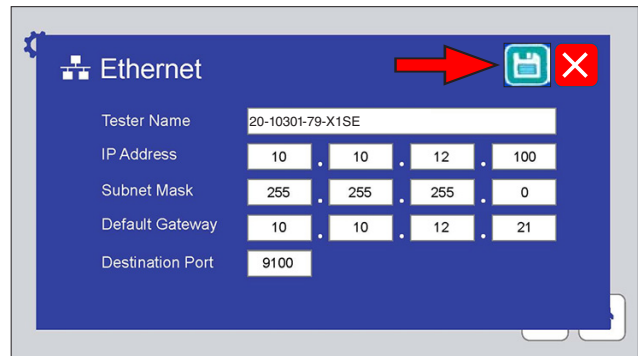 Ethernet
Tester Name 20-10301-79-X1SE
IP Address 10 . 10 . 12 . 100
Subnet Mask 255 . 255 . 255 . 0
Default Gateway 10 . 10 . 12 . 21
Destination Port 9100